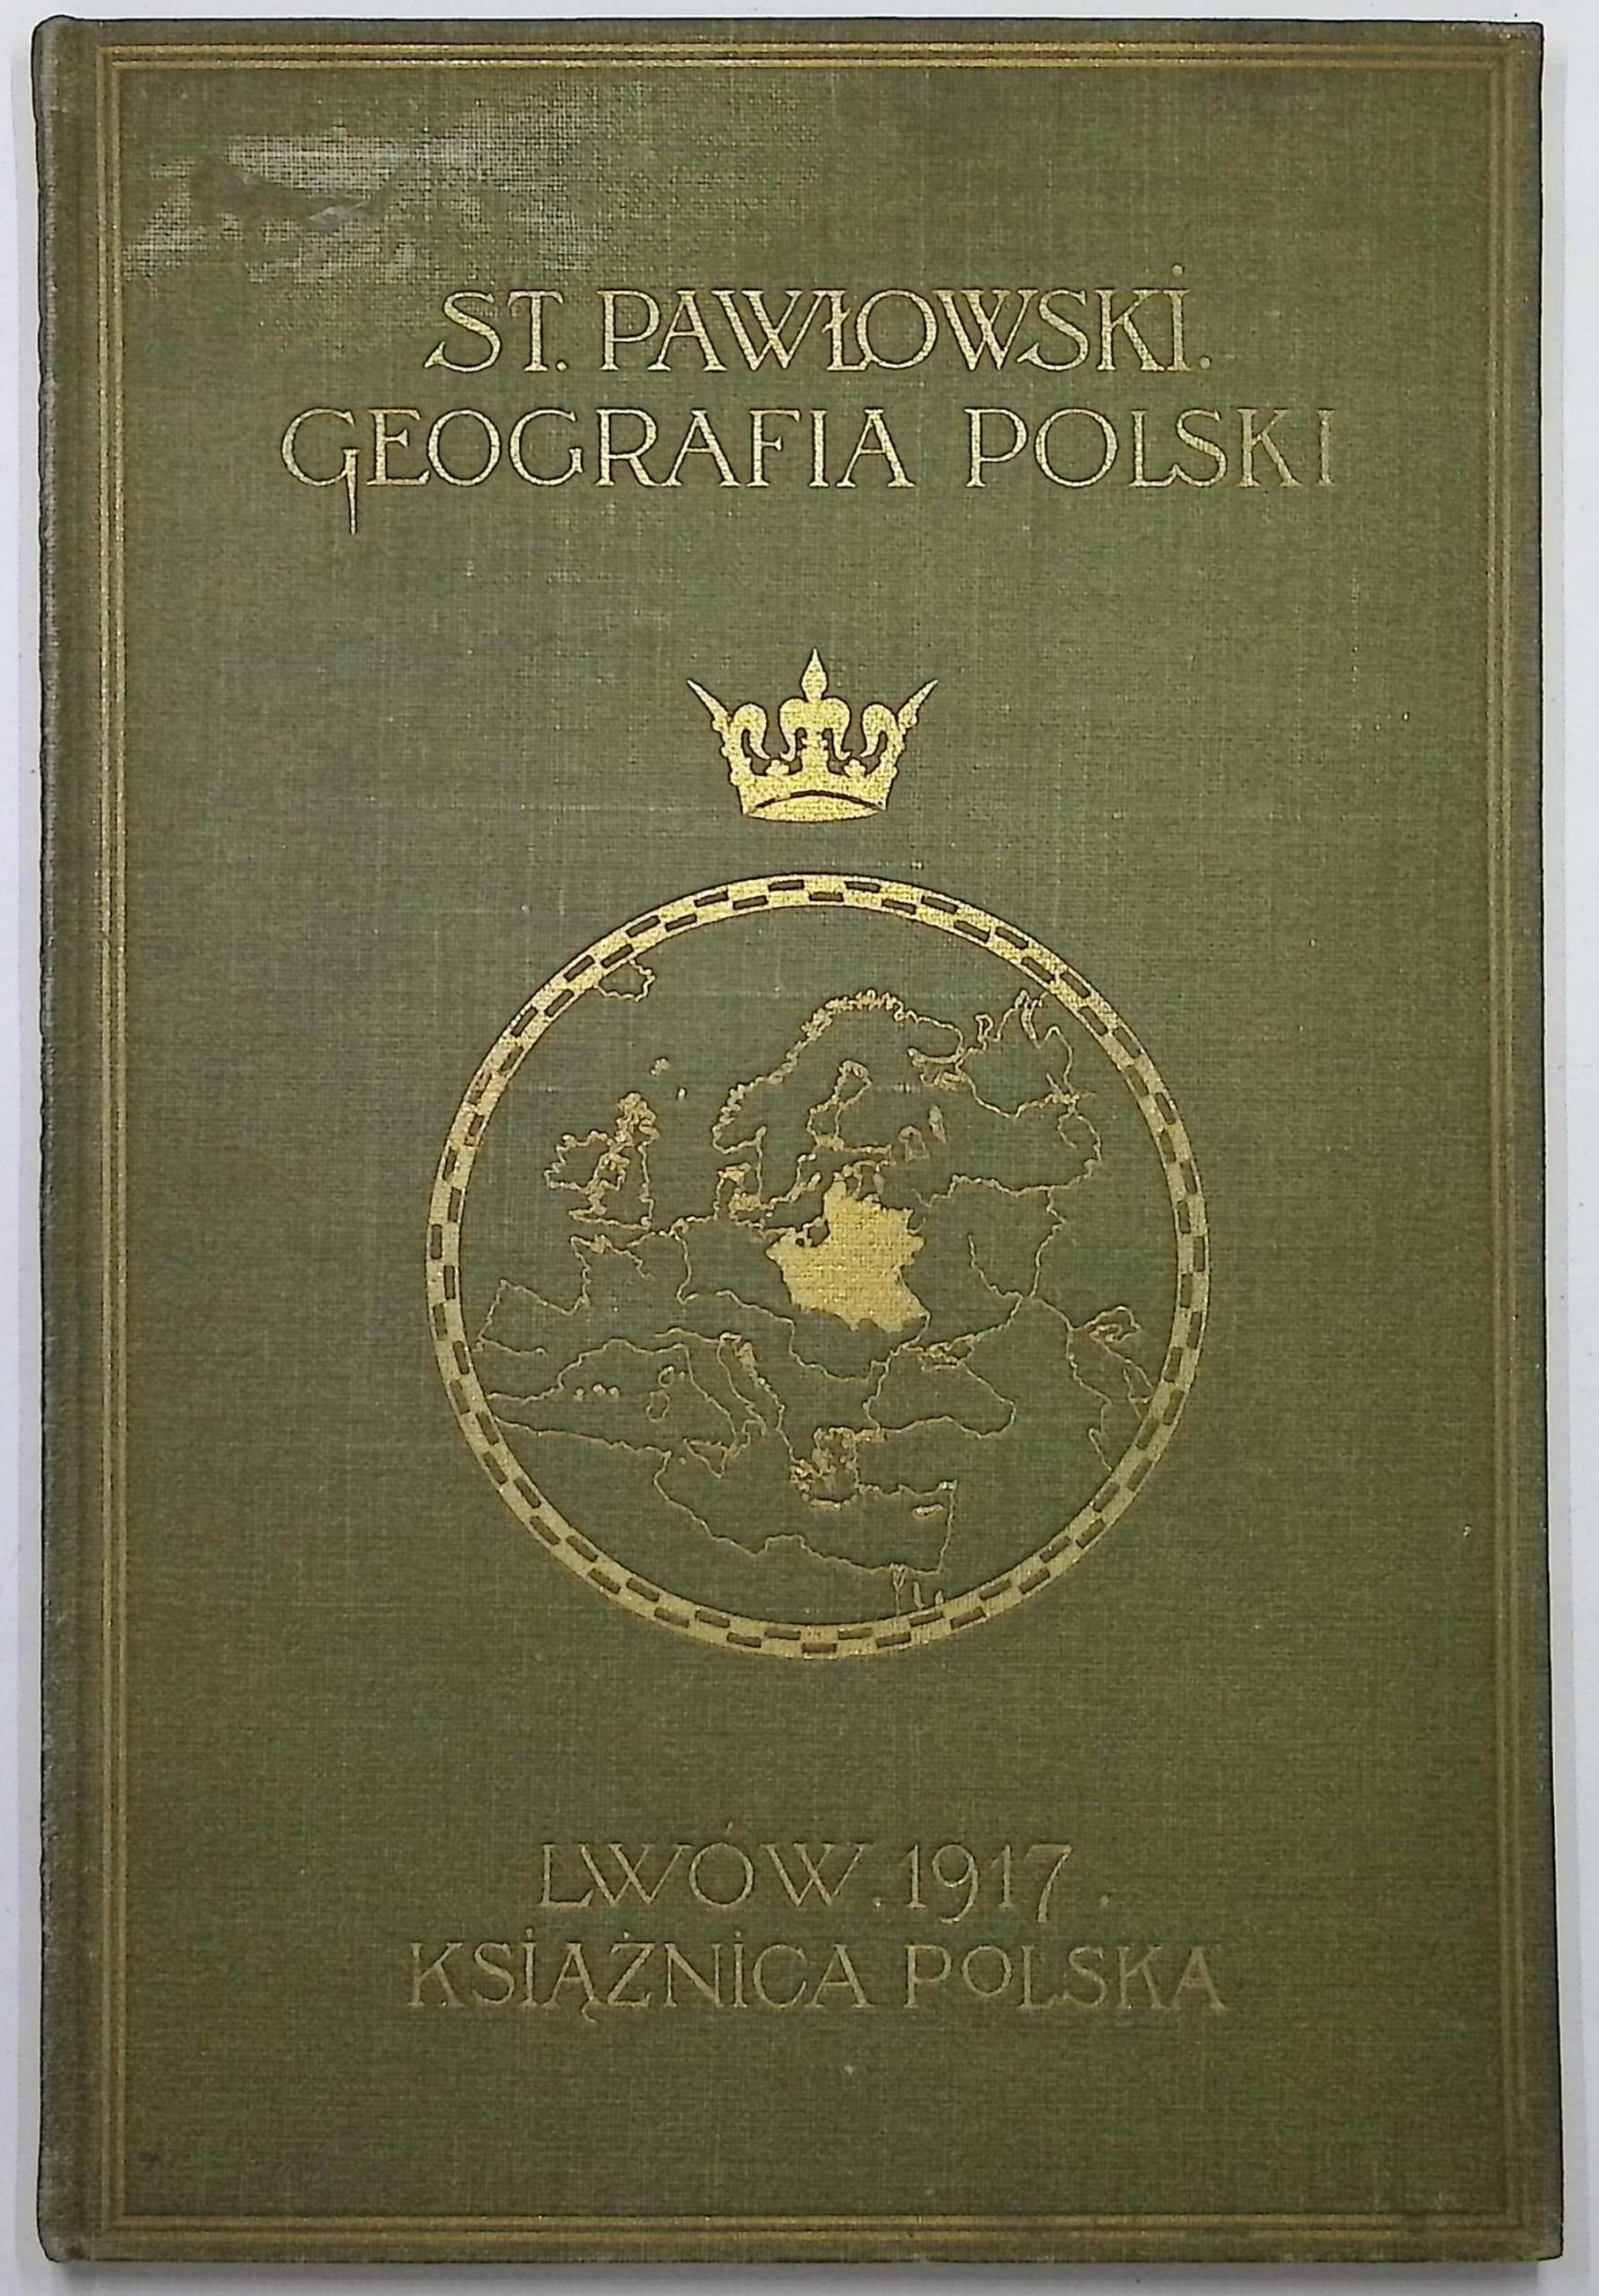 ST. PAWŁOWSKI.
GEOGRAFIA POLSKI
LWÓW. 1917.
KSIĄŻNICA POLSKA